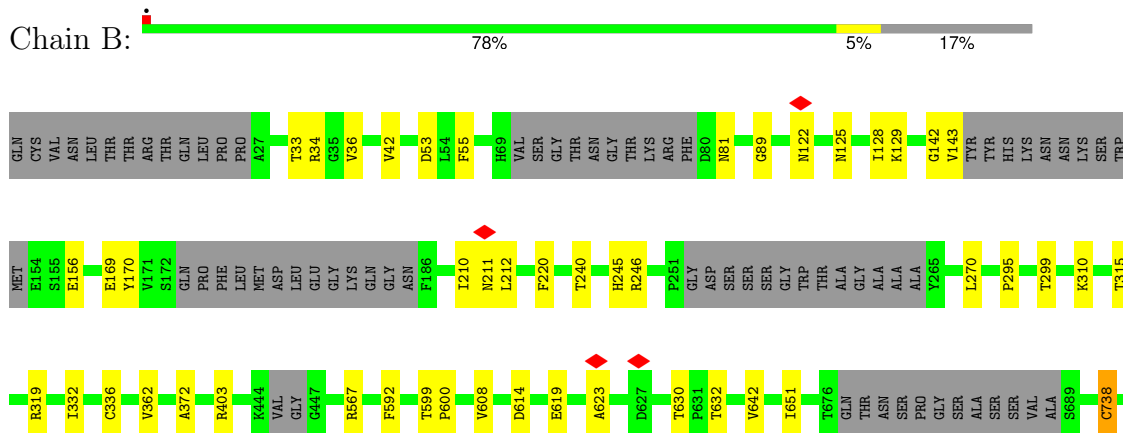 Chain B:
78% 5% 17%
GLN CYS VAL ASN LEU THR THR ARG THR GLN LEU PRO PRO A27 T33 R34 G35 V36 V42 D53 L54 F55 H69 VAL SER GLY THR ASN GLY THR LYS ARG PHE D80 N81 G89 N122 N125 I128 K129 G142 V143 TYR TYR HIS LYS ASN ASN LYS SER TRP
MET E154 S155 E156 E169 Y170 V171 S172 GLN PRO PHE LEU MET ASP LEU GLU GLY LYS GLN GLY ASN F186 I210 N211 L212 F220 T240 H245 R246 P251 GLY ASP SER SER SER GLY TRP THR ALA GLY ALA ALA ALA ALA Y265 L270 P295 T299 K310 T315
R319 I332 C336 V362 A372 R403 K444 VAL GLY G447 R567 F592 T599 P600 V608 D614 E619 A623 D627 T630 P631 T632 V642 I651 T676 GLN THR ASN SER PRO GLY SER ALA SER SER VAL ALA S689 C738